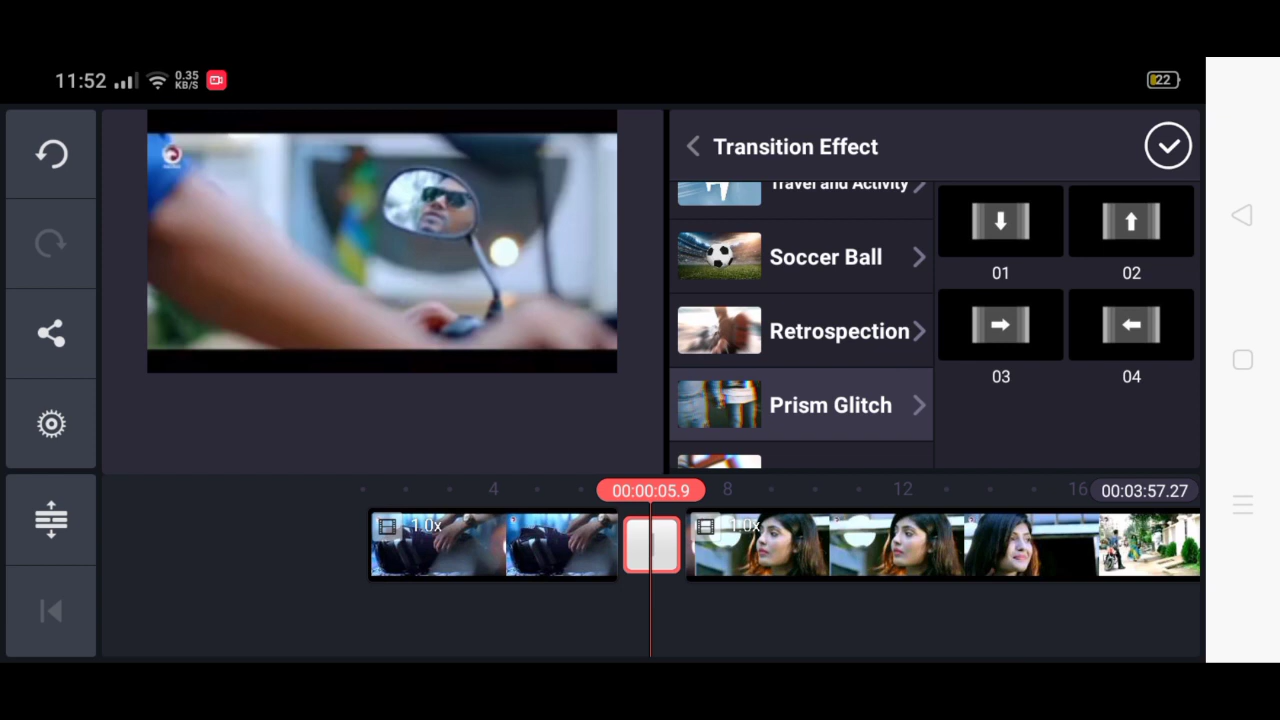 11:52
0.35
KB/S
22
Transition Effect
Travel and Activity
Soccer Ball
Retrospection
Prism Glitch
01
02
03
04
4
00:00:05.9
8
12
16
00:03:57.27
1.0x
1.0x